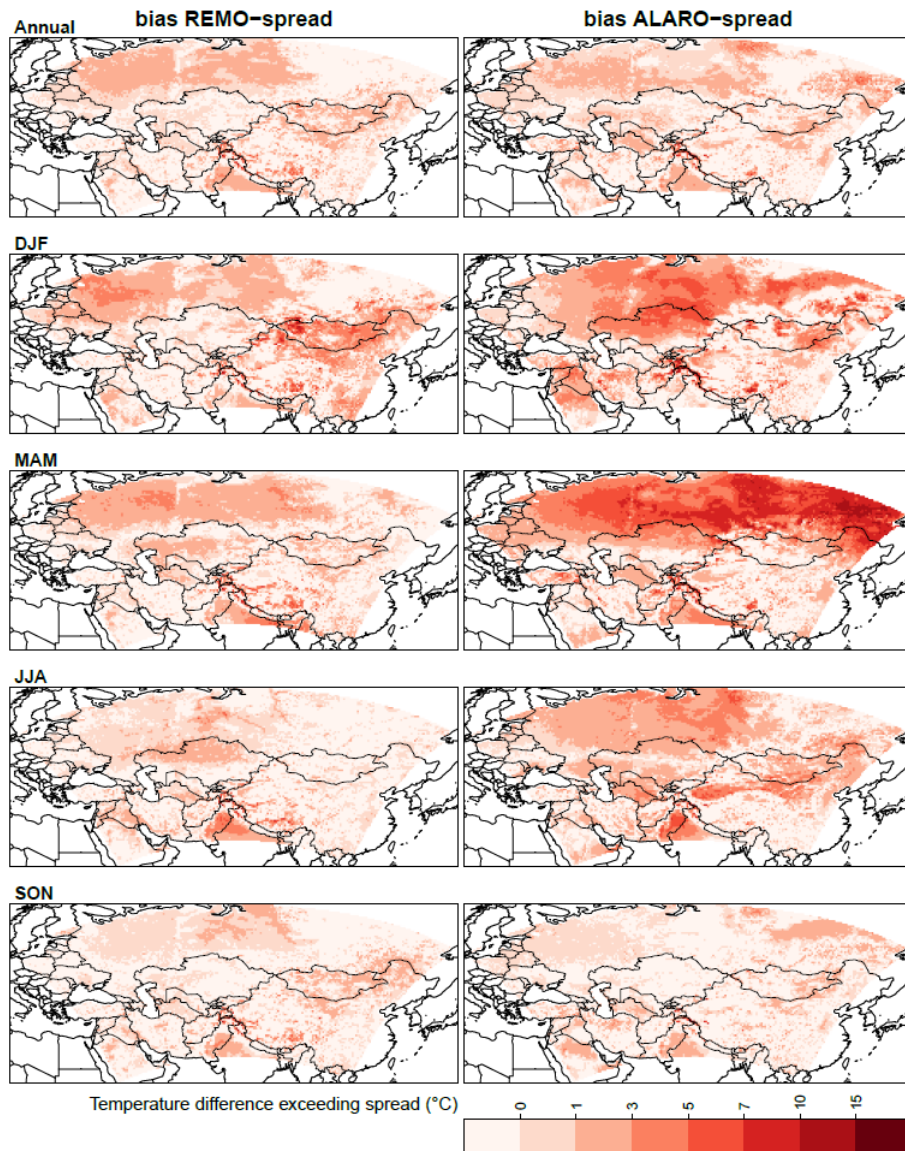 bias REMO−spread
bias ALARO−spread
Annual
DJF
MAM
JJA
SON
Temperature difference exceeding spread (°C)
0 1 3 5 7 10 15